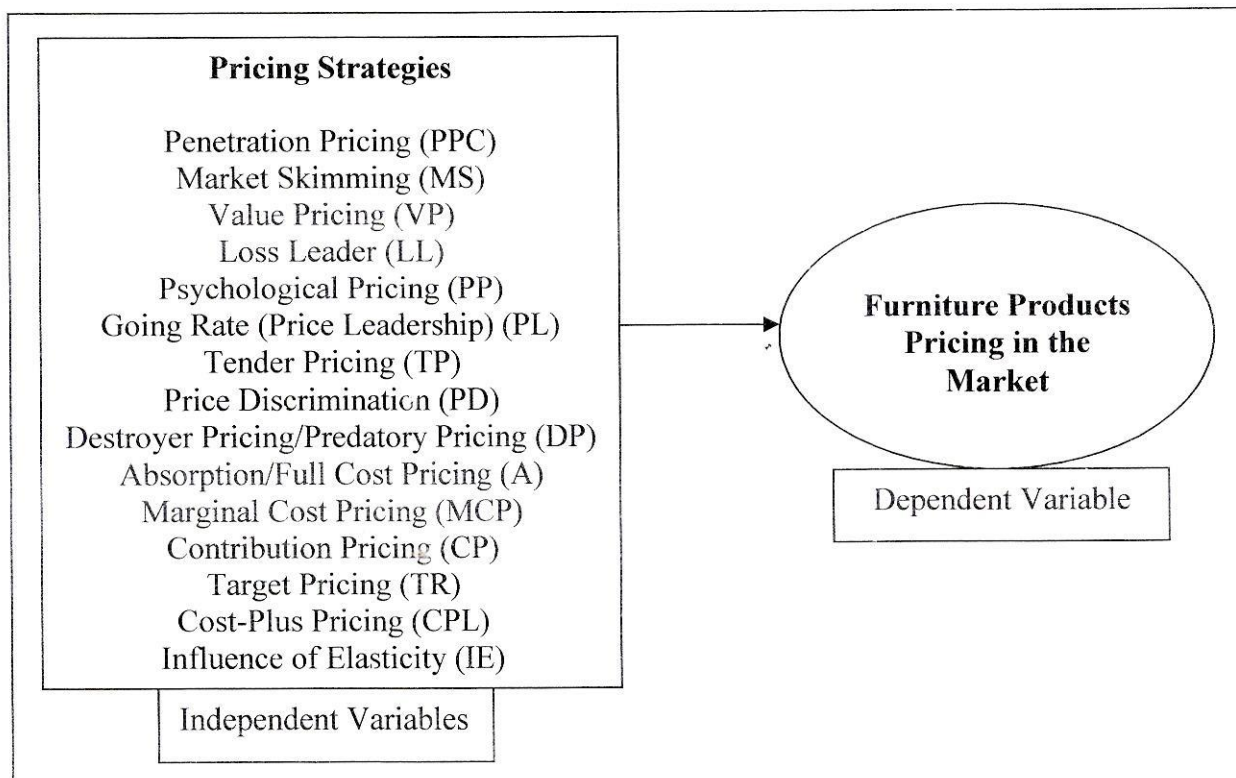 Pricing Strategies
Penetration Pricing (PPC)
Market Skimming (MS)
Value Pricing (VP)
Loss Leader (LL)
Psychological Pricing (PP)
Going Rate (Price Leadership) (PL)
Tender Pricing (TP)
Price Discrimination (PD)
Destroyer Pricing/Predatory Pricing (DP)
Absorption/Full Cost Pricing (A)
Marginal Cost Pricing (MCP)
Contribution Pricing (CP)
Target Pricing (TR)
Cost-Plus Pricing (CPL)
Influence of Elasticity (IE)
Independent Variables
Furniture Products
Pricing in the
Market
Dependent Variable